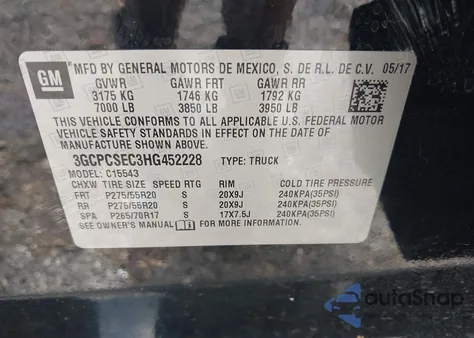 GM
MFD BY GENERAL MOTORS DE MEXICO, S. DE R.L. DE C.V. 05/17
GVWR GAWR FRT GAWR RR
3175 KG 1746 KG 1792 KG
7000 LB 3850 LB 3950 LB
THIS VEHICLE CONFORMS TO ALL APPLICABLE U.S. FEDERAL MOTOR
VEHICLE SAFETY STANDARDS IN EFFECT ON THE DATE OF
MANUFACTURE SHOWN ABOVE.
3GCPCSEC3HG452228 TYPE: TRUCK
MODEL: C15543
CHXW TIRE SIZE SPEED RTG RIM COLD TIRE PRESSURE
FRT P275/55R20 S 20X9J 240KPA(35PSI)
RR P275/55R20 S 20X9J 240KPA(35PSI)
SPA P265/70R17 S 17X7.5J 240KPA(35PSI)
SEE OWNER'S MANUAL FOR MORE INFORMATION.
autoSnap